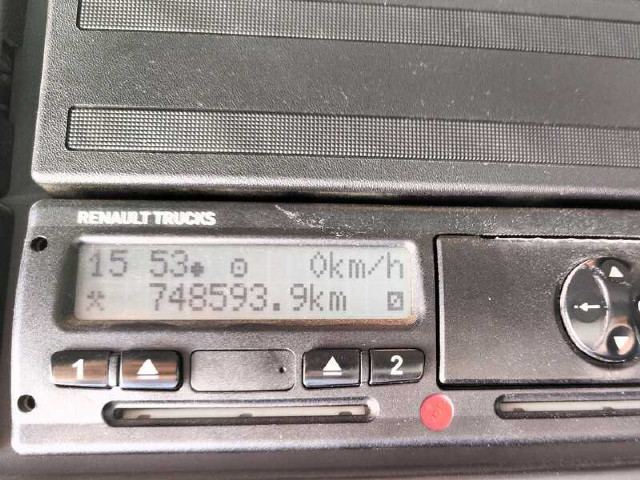 RENAULT TRUCKS
15 53 0km/h
748593.9km
1 2